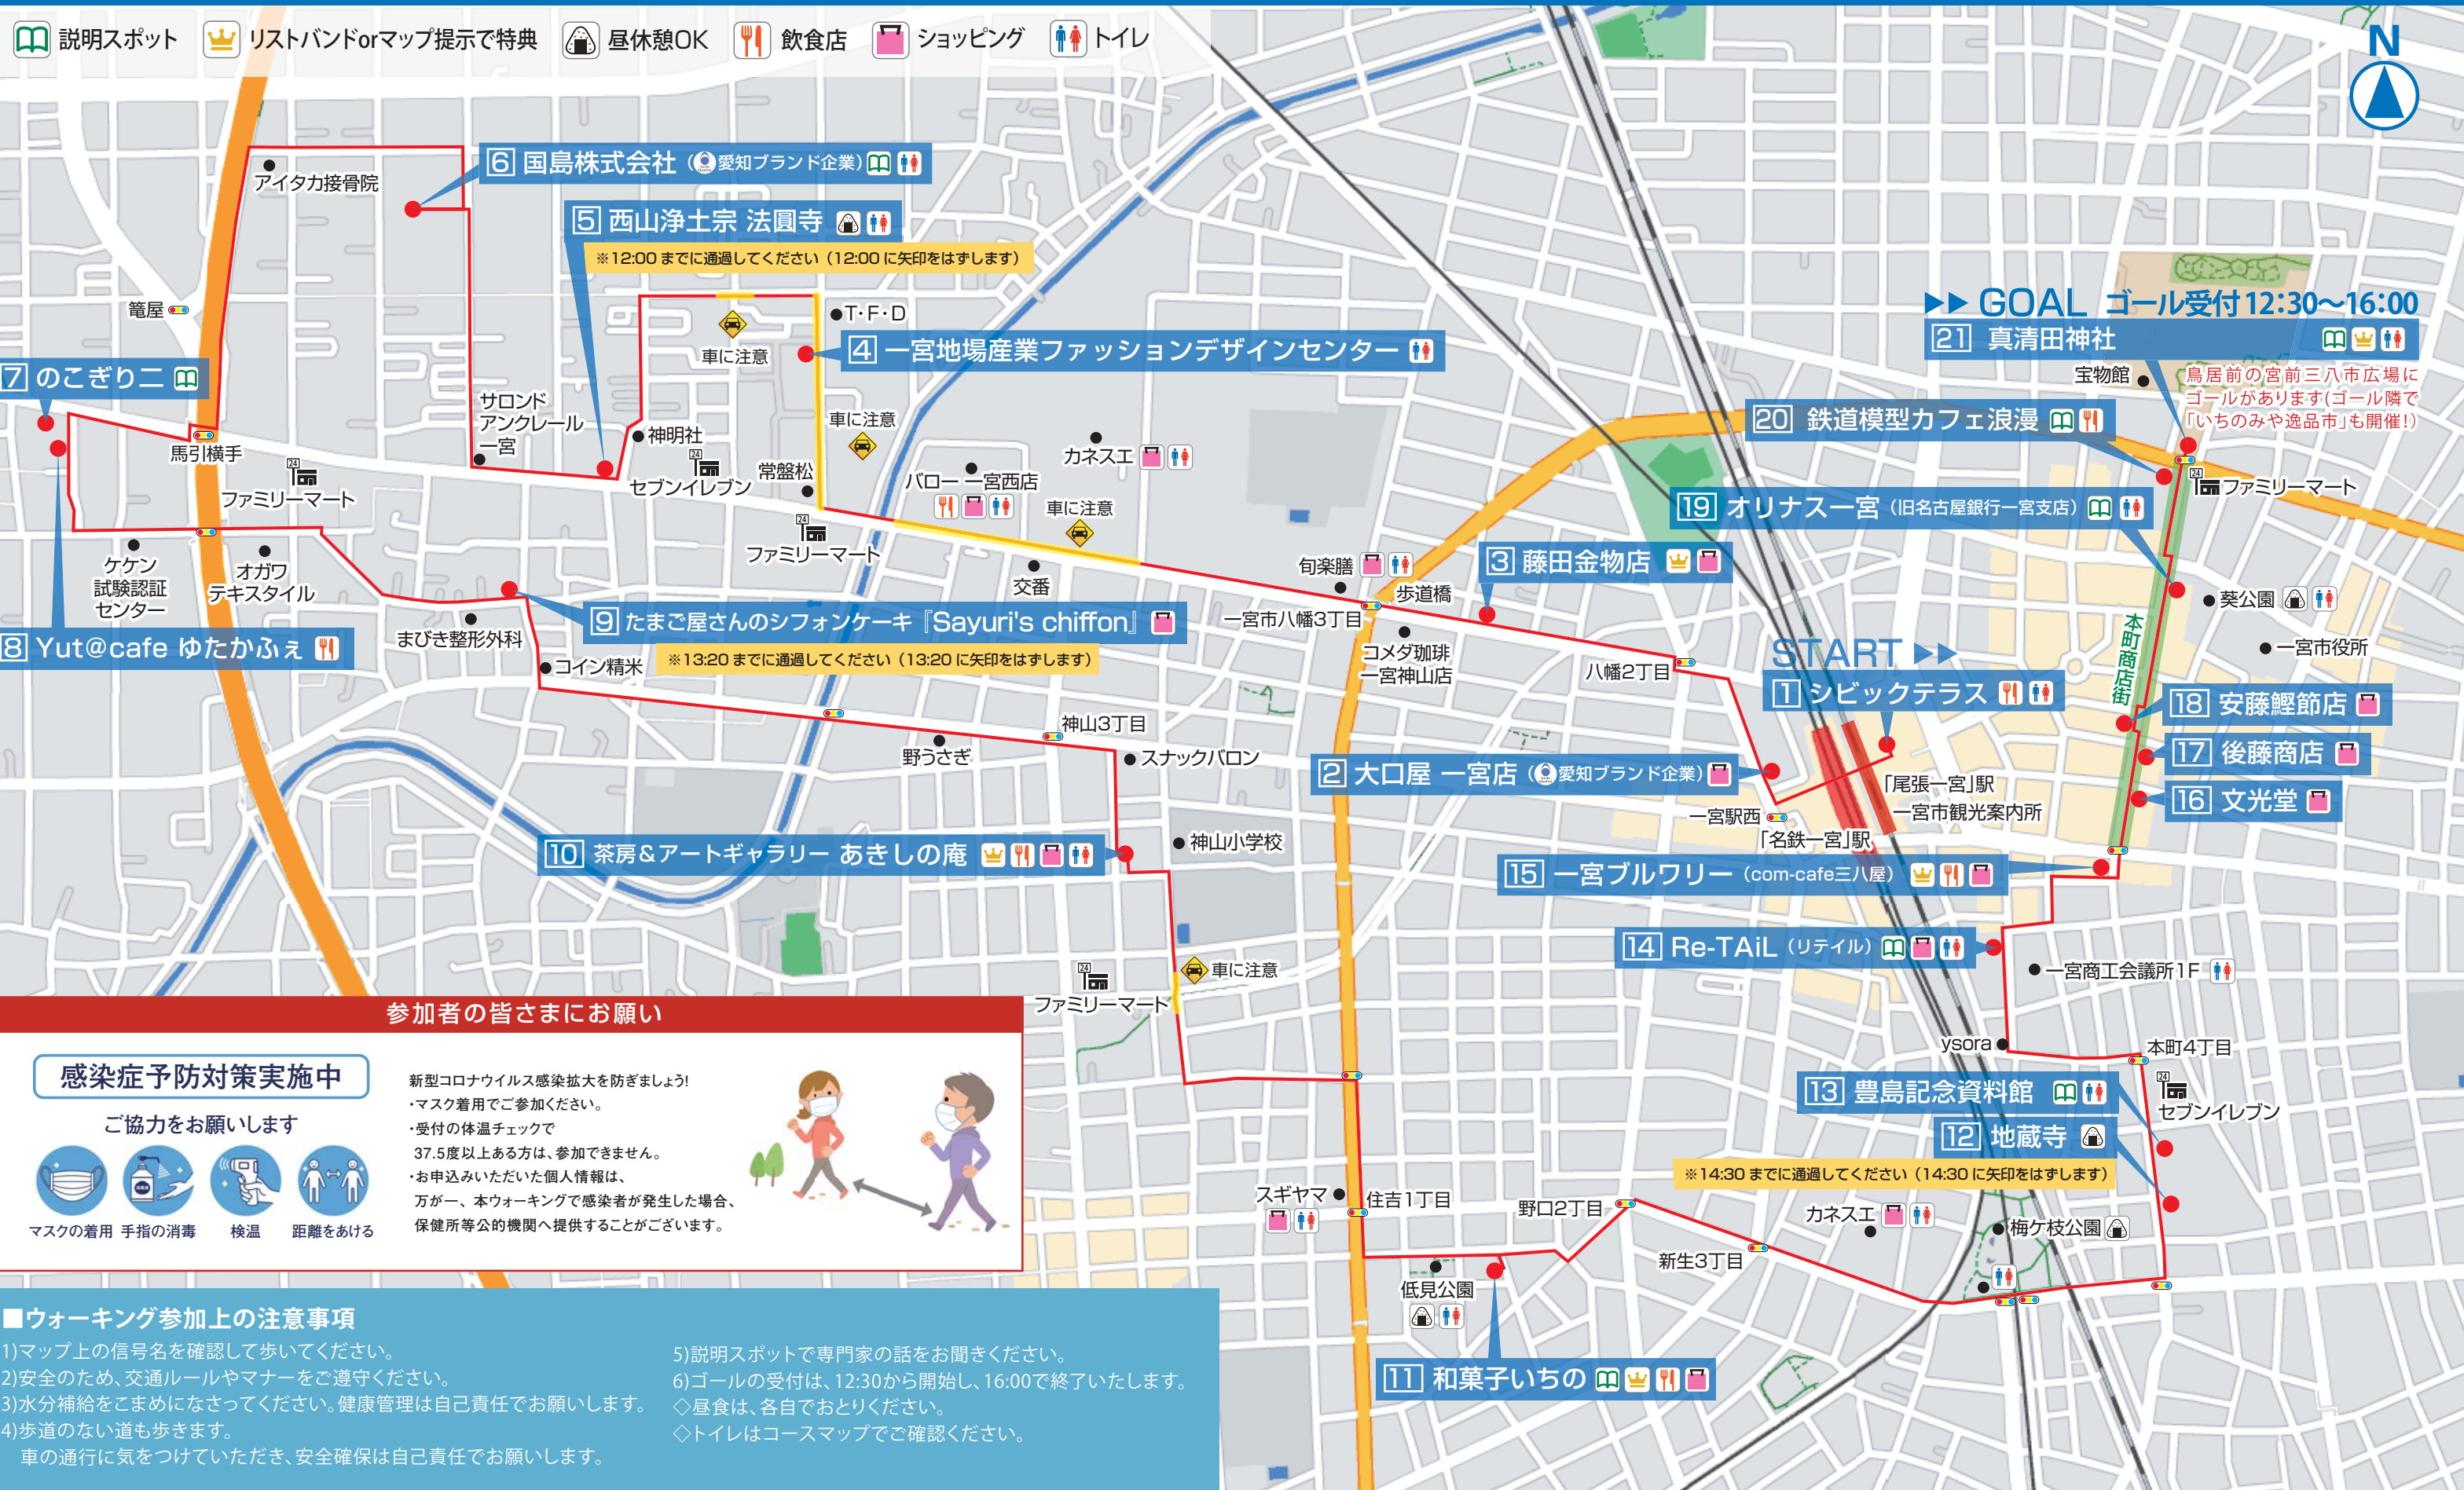 説明スポット
リストバンドorマップ提示で特典
昼休憩OK
飲食店
ショッピング
トイレ
N
アイタカ接骨院
6 国島株式会社（愛知ブランド企業）
5 西山浄土宗 法圓寺
※12:00 までに通過してください（12:00 に矢印をはずします）
篭屋
T・F・D
車に注意
4 一宮地場産業ファッションデザインセンター
▶▶ GOAL ゴール受付12：30〜16：00
21 真清田神社
宝物館
鳥居前の宮前三八市広場に
ゴールがあります(ゴール隣で
「いちのみや逸品市」も開催！)
7 のこぎり二
サロンド
アンクレール
一宮
馬引横手
24
ファミリーマート
神明社
24
セブンイレブン
常盤松
車に注意
カネスエ
バロー 一宮西店
車に注意
24
ファミリーマート
交番
20 鉄道模型カフェ浪漫
24
ファミリーマート
19 オリナス一宮（旧名古屋銀行一宮支店）
ケケン
試験認証
センター
オガワ
テキスタイル
旬楽膳
歩道橋
3 藤田金物店
一宮市八幡3丁目
コメダ珈琲
一宮神山店
葵公園
一宮市役所
本町商店街
8 Yut@cafe ゆたかふぇ
まびき整形外科
9 たまご屋さんのシフォンケーキ『Sayuri's chiffon』
※13:20 までに通過してください（13:20 に矢印をはずします）
コイン精米
八幡2丁目
START ▶▶
1 シビックテラス
18 安藤鰹節店
17 後藤商店
16 文光堂
神山3丁目
野うさぎ
スナックバロン
2 大口屋 一宮店（愛知ブランド企業）
「尾張一宮」駅
一宮市観光案内所
一宮駅西
「名鉄一宮」駅
10 茶房＆アートギャラリー あきしの庵
神山小学校
15 一宮ブルワリー（com-cafe三八屋）
14 Re-TAiL（リテイル）
一宮商工会議所1F
車に注意
24
ファミリーマート
ysora
本町4丁目
24
セブンイレブン
13 豊島記念資料館
12 地蔵寺
※14:30 までに通過してください（14:30 に矢印をはずします）
スギヤマ
住吉1丁目
野口2丁目
カネスエ
梅ケ枝公園
新生3丁目
低見公園
11 和菓子いちの
参加者の皆さまにお願い
感染症予防対策実施中
ご協力をお願いします
マスクの着用
手指の消毒
検温
距離をあける
新型コロナウイルス感染拡大を防ぎましょう！
・マスク着用でご参加ください。
・受付の体温チェックで
37.5度以上ある方は、参加できません。
・お申込みいただいた個人情報は、
万が一、本ウォーキングで感染者が発生した場合、
保健所等公的機関へ提供することがございます。
■ウォーキング参加上の注意事項
1)マップ上の信号名を確認して歩いてください。
2)安全のため、交通ルールやマナーをご遵守ください。
3)水分補給をこまめになさってください。健康管理は自己責任でお願いします。
4)歩道のない道も歩きます。
車の通行に気をつけていただき、安全確保は自己責任でお願いします。
5)説明スポットで専門家の話をお聞きください。
6)ゴールの受付は、12:30から開始し、16:00で終了いたします。
◇昼食は、各自でおとりください。
◇トイレはコースマップでご確認ください。